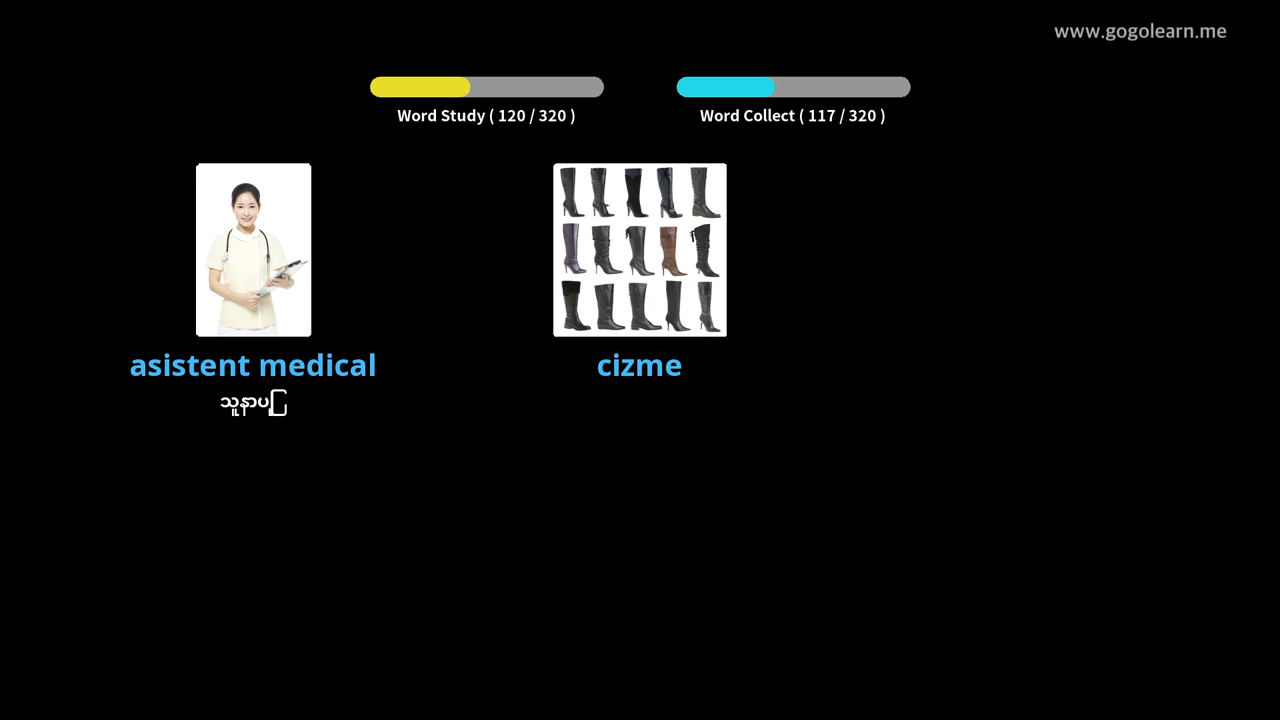 www.gogolearn.me
Word Study ( 120 / 320 )
Word Collect ( 117 / 320 )
asistent medical
သူနာပြု
cizme